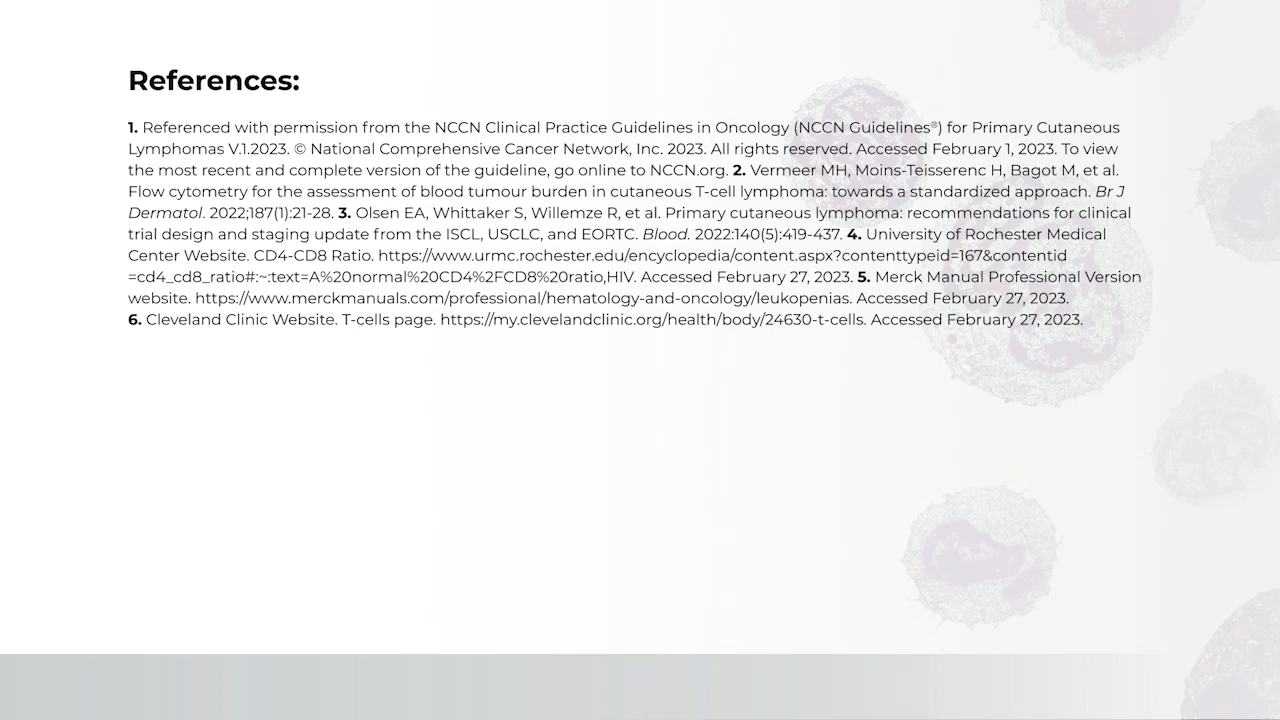 References:
1. Referenced with permission from the NCCN Clinical Practice Guidelines in Oncology (NCCN Guidelines®) for Primary Cutaneous
Lymphomas V.1.2023. © National Comprehensive Cancer Network, Inc. 2023. All rights reserved. Accessed February 1, 2023. To view
the most recent and complete version of the guideline, go online to NCCN.org. 2. Vermeer MH, Moins-Teisserenc H, Bagot M, et al.
Flow cytometry for the assessment of blood tumour burden in cutaneous T-cell lymphoma: towards a standardized approach. Br J
Dermatol. 2022;187(1):21-28. 3. Olsen EA, Whittaker S, Willemze R, et al. Primary cutaneous lymphoma: recommendations for clinical
trial design and staging update from the ISCL, USCLC, and EORTC. Blood. 2022:140(5):419-437. 4. University of Rochester Medical
Center Website. CD4-CD8 Ratio. https://www.urmc.rochester.edu/encyclopedia/content.aspx?contenttypeid=167&contentid
=cd4_cd8_ratio#:~:text=A%20normal%20CD4%2FCD8%20ratio,HIV. Accessed February 27, 2023. 5. Merck Manual Professional Version
website. https://www.merckmanuals.com/professional/hematology-and-oncology/leukopenias. Accessed February 27, 2023.
6. Cleveland Clinic Website. T-cells page. https://my.clevelandclinic.org/health/body/24630-t-cells. Accessed February 27, 2023.